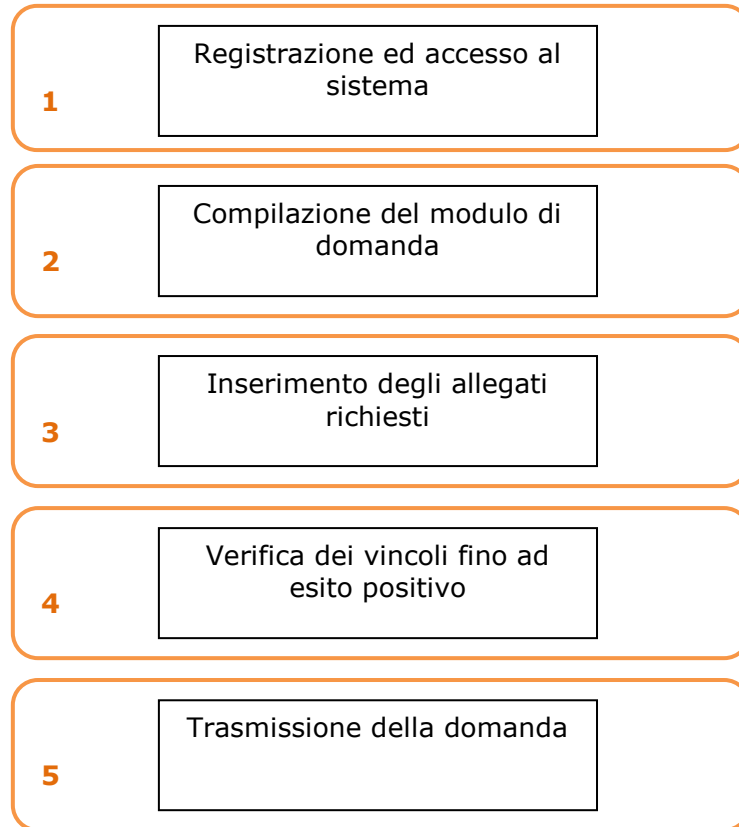 Registrazione ed accesso al
sistema
1
Compilazione del modulo di
domanda
2
Inserimento degli allegati
richiesti
3
Verifica dei vincoli fino ad
esito positivo
4
Trasmissione della domanda
5